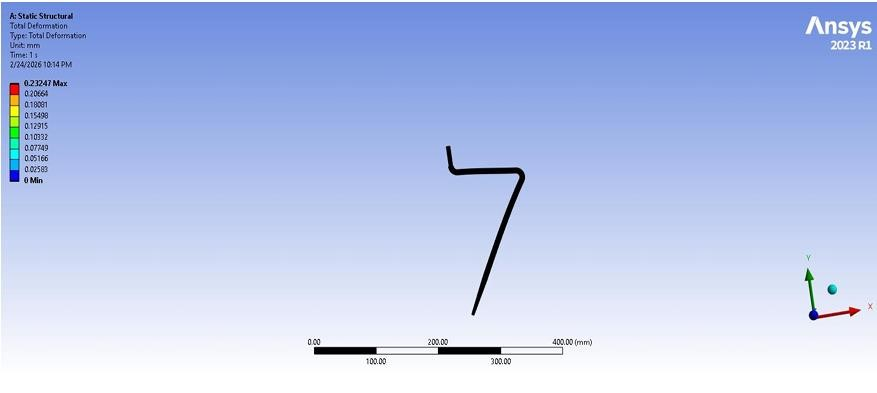 A: Static Structural
Total Deformation
Type: Total Deformation
Unit: mm
Time: 1 s
2/24/2026 10:14 PM
0.23247 Max
0.20664
0.18081
0.15498
0.12915
0.10332
0.07749
0.05166
0.02583
0 Min
Ansys
2023 R1
Y
X
0.00 200.00 400.00 (mm)
100.00 300.00